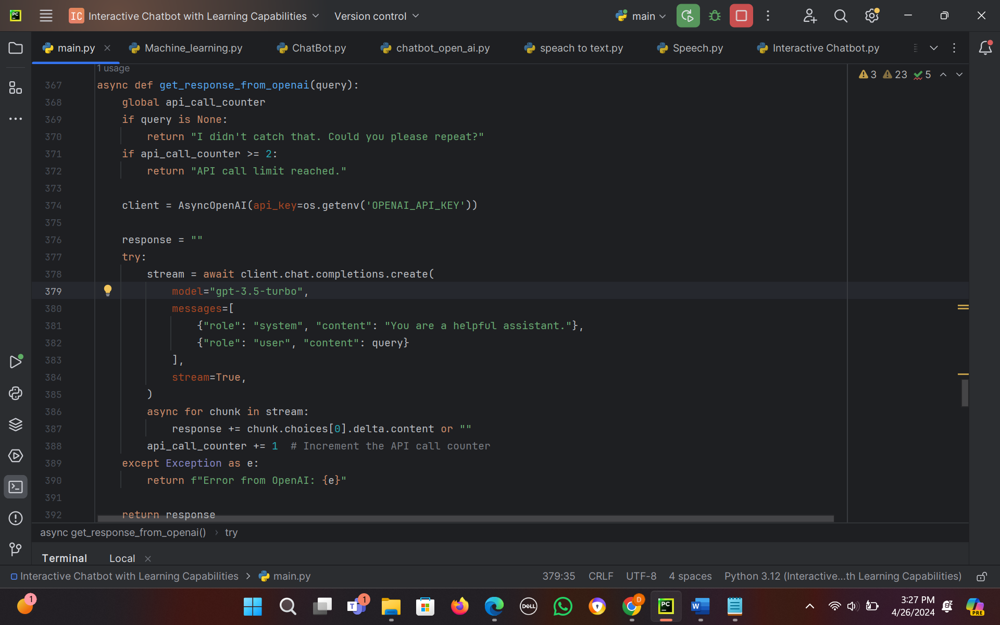 PC
IC Interactive Chatbot with Learning Capabilities Version control main
main.py Machine_learning.py ChatBot.py chatbot_open_ai.py speach to text.py Speech.py Interactive Chatbot.py
1 usage
3 23 5
367 async def get_response_from_openai(query):
368 global api_call_counter
369 if query is None:
370 return "I didn't catch that. Could you please repeat?"
371 if api_call_counter >= 2:
372 return "API call limit reached."
373
374 client = AsyncOpenAI(api_key=os.getenv('OPENAI_API_KEY'))
375
376 response = ""
377 try:
378 stream = await client.chat.completions.create(
379 model="gpt-3.5-turbo",
380 messages=[
381 {"role": "system", "content": "You are a helpful assistant."},
382 {"role": "user", "content": query}
383 ],
384 stream=True,
385 )
386 async for chunk in stream:
387 response += chunk.choices[0].delta.content or ""
388 api_call_counter += 1  # Increment the API call counter
389 except Exception as e:
390 return f"Error from OpenAI: {e}"
391
392 return response
async get_response_from_openai() › try
Terminal Local
Interactive Chatbot with Learning Capabilities > main.py 379:35 CRLF UTF-8 4 spaces Python 3.12 (Interactive...th Learning Capabilities)
1 T 1 DELL D PC W 3:27 PM
4/26/2024 PRE